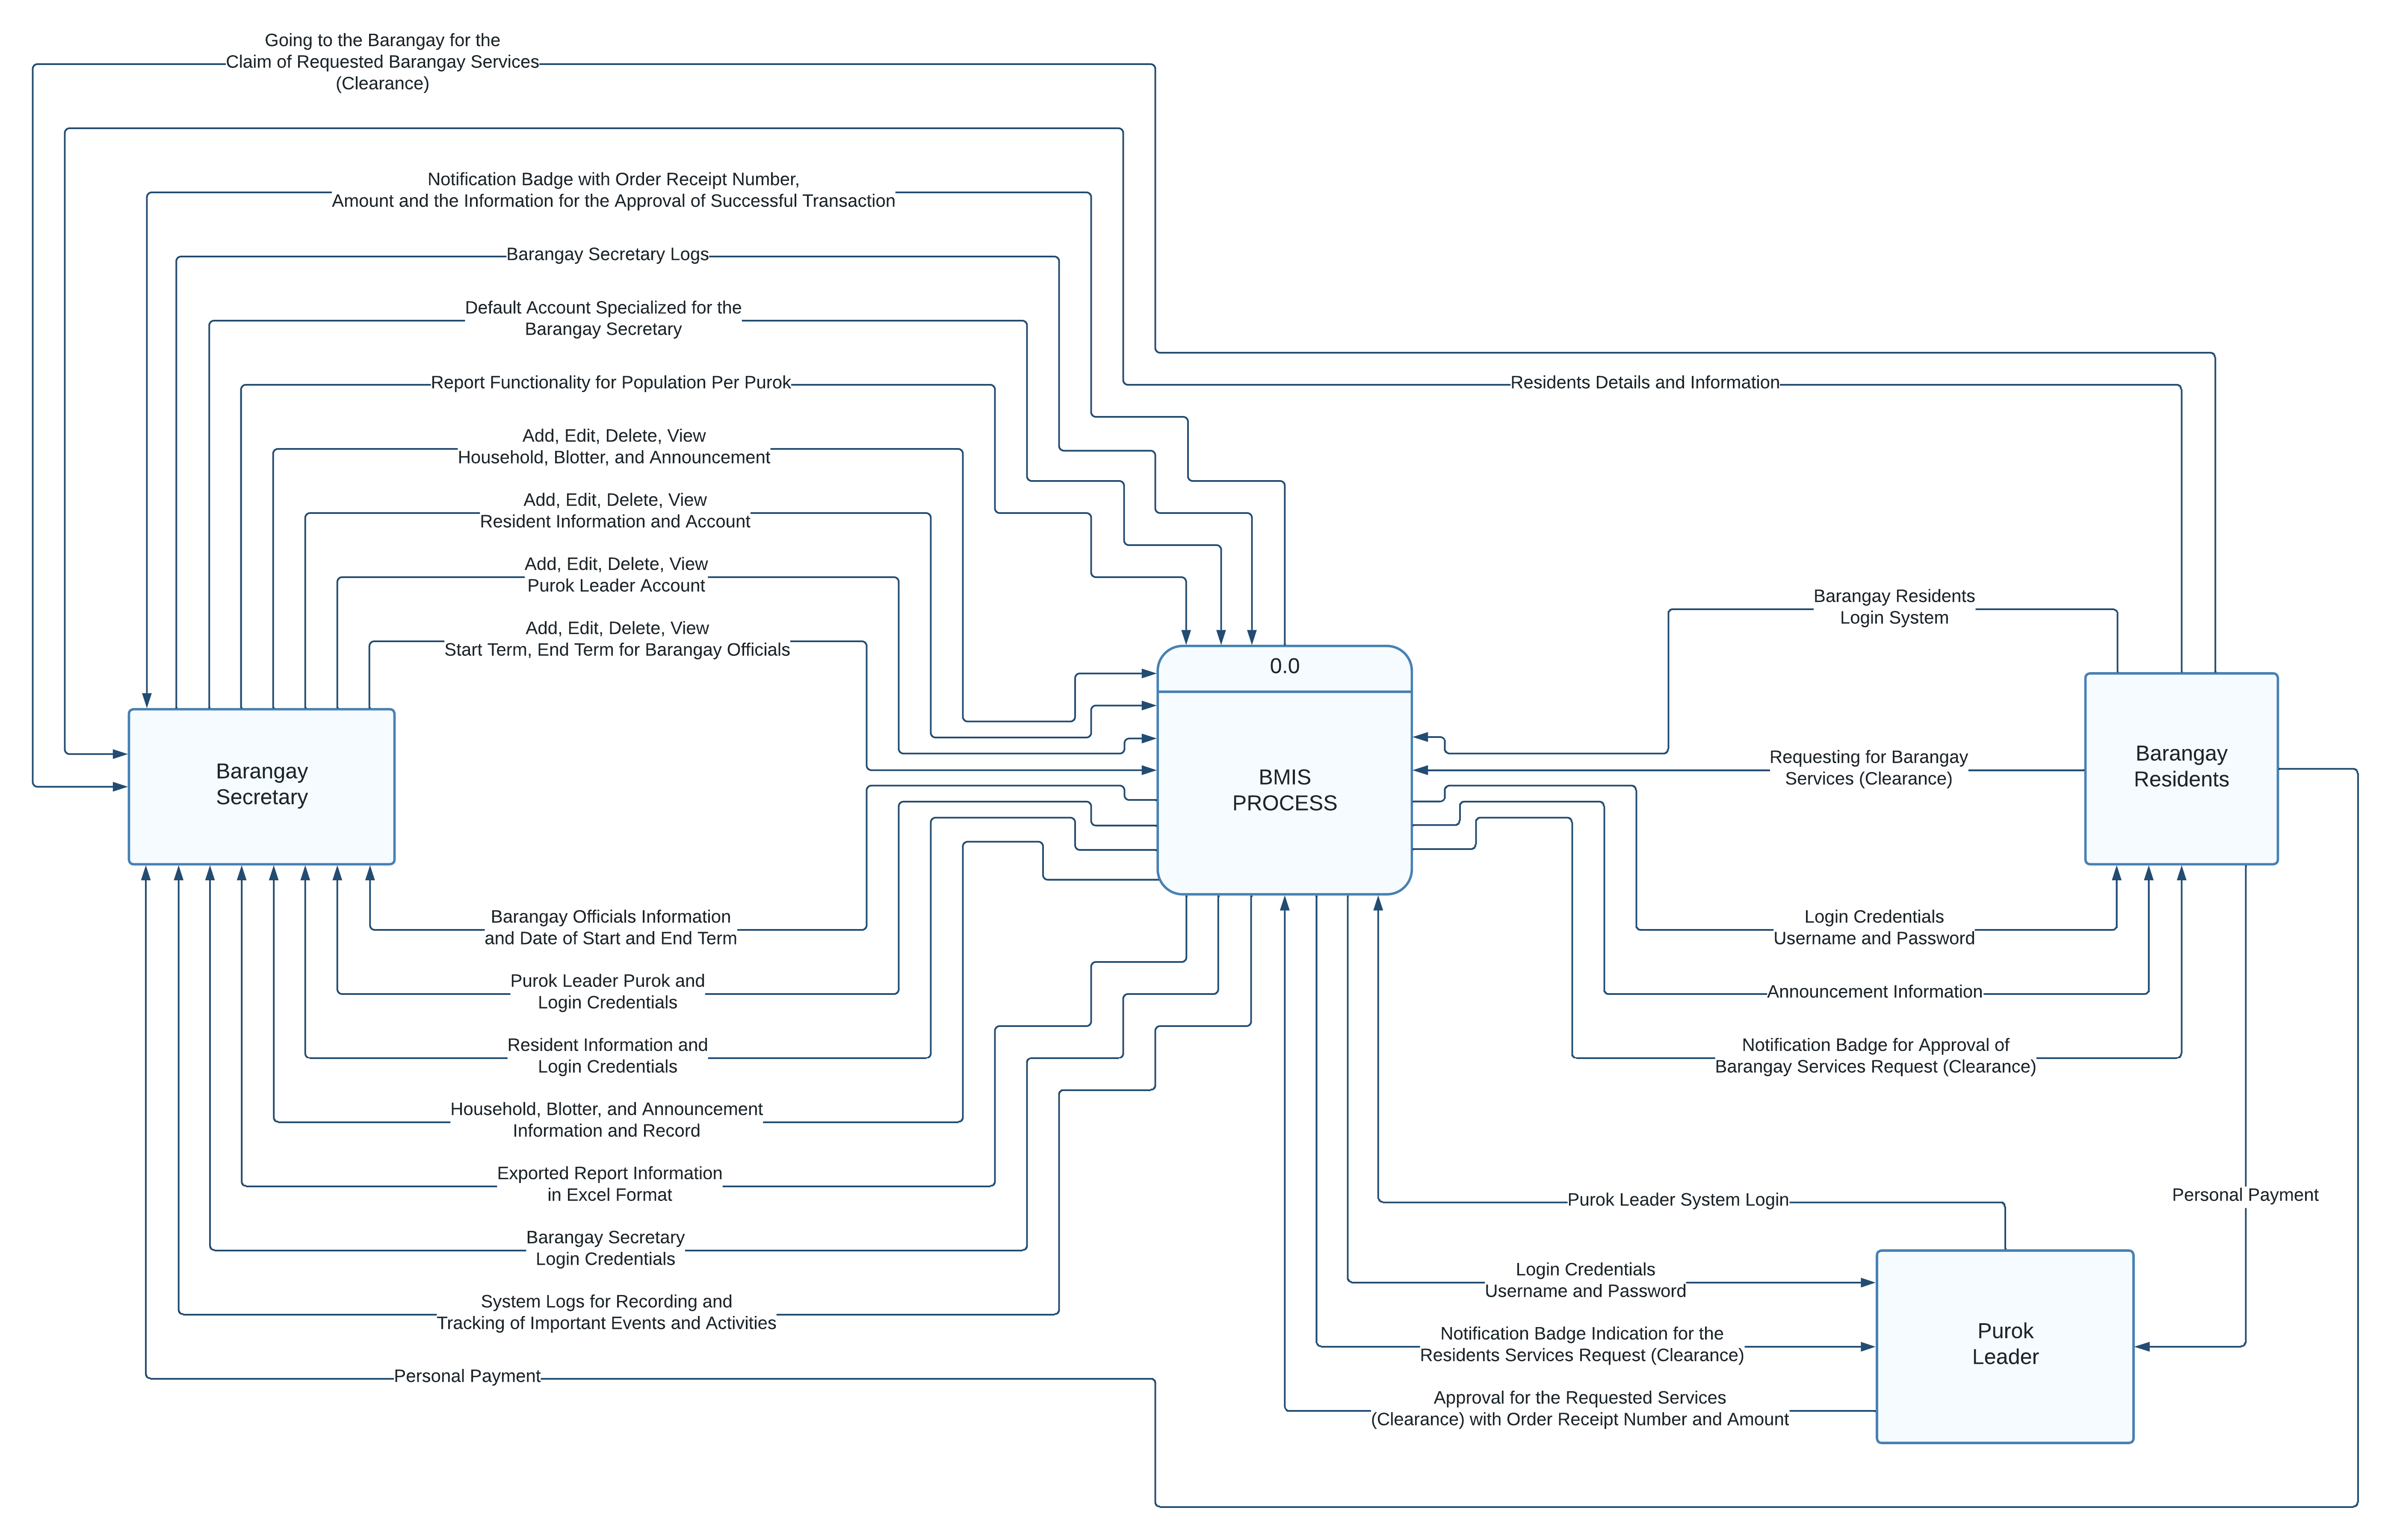 Going to the Barangay for the
Claim of Requested Barangay Services
(Clearance)
Notification Badge with Order Receipt Number,
Amount and the Information for the Approval of Successful Transaction
Barangay Secretary Logs
Default Account Specialized for the
Barangay Secretary
Report Functionality for Population Per Purok
Residents Details and Information
Add, Edit, Delete, View
Household, Blotter, and Announcement
Add, Edit, Delete, View
Resident Information and Account
Add, Edit, Delete, View
Purok Leader Account
Add, Edit, Delete, View
Start Term, End Term for Barangay Officials
Barangay Residents
Login System
0.0
BMIS
PROCESS
Barangay
Secretary
Requesting for Barangay
Services (Clearance)
Barangay
Residents
Barangay Officials Information
and Date of Start and End Term
Purok Leader Purok and
Login Credentials
Resident Information and
Login Credentials
Household, Blotter, and Announcement
Information and Record
Exported Report Information
in Excel Format
Barangay Secretary
Login Credentials
System Logs for Recording and
Tracking of Important Events and Activities
Personal Payment
Login Credentials
Username and Password
Announcement Information
Notification Badge for Approval of
Barangay Services Request (Clearance)
Personal Payment
Purok Leader System Login
Login Credentials
Username and Password
Notification Badge Indication for the
Residents Services Request (Clearance)
Approval for the Requested Services
(Clearance) with Order Receipt Number and Amount
Purok
Leader